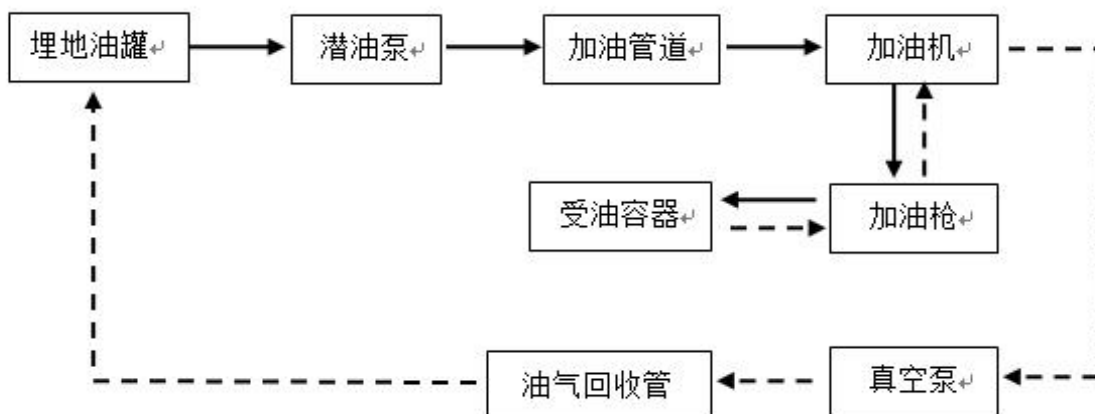 埋地油罐
潜油泵
加油管道
加油机
受油容器
加油枪
油气回收管
真空泵